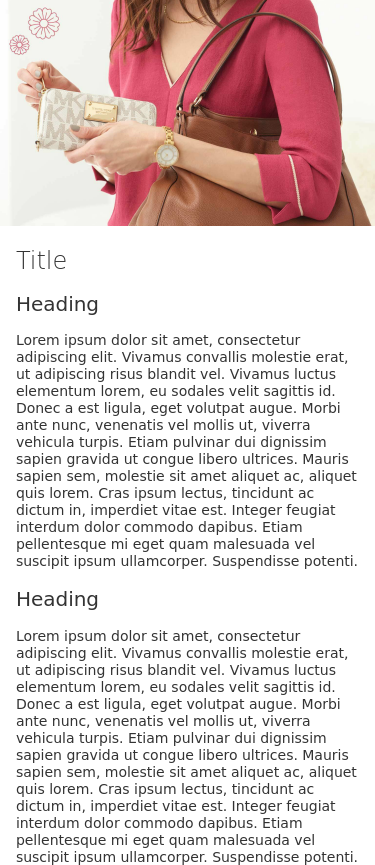 Title
Heading
Lorem ipsum dolor sit amet, consectetur
adipiscing elit. Vivamus convallis molestie erat,
ut adipiscing risus blandit vel. Vivamus luctus
elementum lorem, eu sodales velit sagittis id.
Donec a est ligula, eget volutpat augue. Morbi
ante nunc, venenatis vel mollis ut, viverra
vehicula turpis. Etiam pulvinar dui dignissim
sapien gravida ut congue libero ultrices. Mauris
sapien sem, molestie sit amet aliquet ac, aliquet
quis lorem. Cras ipsum lectus, tincidunt ac
dictum in, imperdiet vitae est. Integer feugiat
interdum dolor commodo dapibus. Etiam
pellentesque mi eget quam malesuada vel
suscipit ipsum ullamcorper. Suspendisse potenti.
Heading
Lorem ipsum dolor sit amet, consectetur
adipiscing elit. Vivamus convallis molestie erat,
ut adipiscing risus blandit vel. Vivamus luctus
elementum lorem, eu sodales velit sagittis id.
Donec a est ligula, eget volutpat augue. Morbi
ante nunc, venenatis vel mollis ut, viverra
vehicula turpis. Etiam pulvinar dui dignissim
sapien gravida ut congue libero ultrices. Mauris
sapien sem, molestie sit amet aliquet ac, aliquet
quis lorem. Cras ipsum lectus, tincidunt ac
dictum in, imperdiet vitae est. Integer feugiat
interdum dolor commodo dapibus. Etiam
pellentesque mi eget quam malesuada vel
suscipit ipsum ullamcorper. Suspendisse potenti.